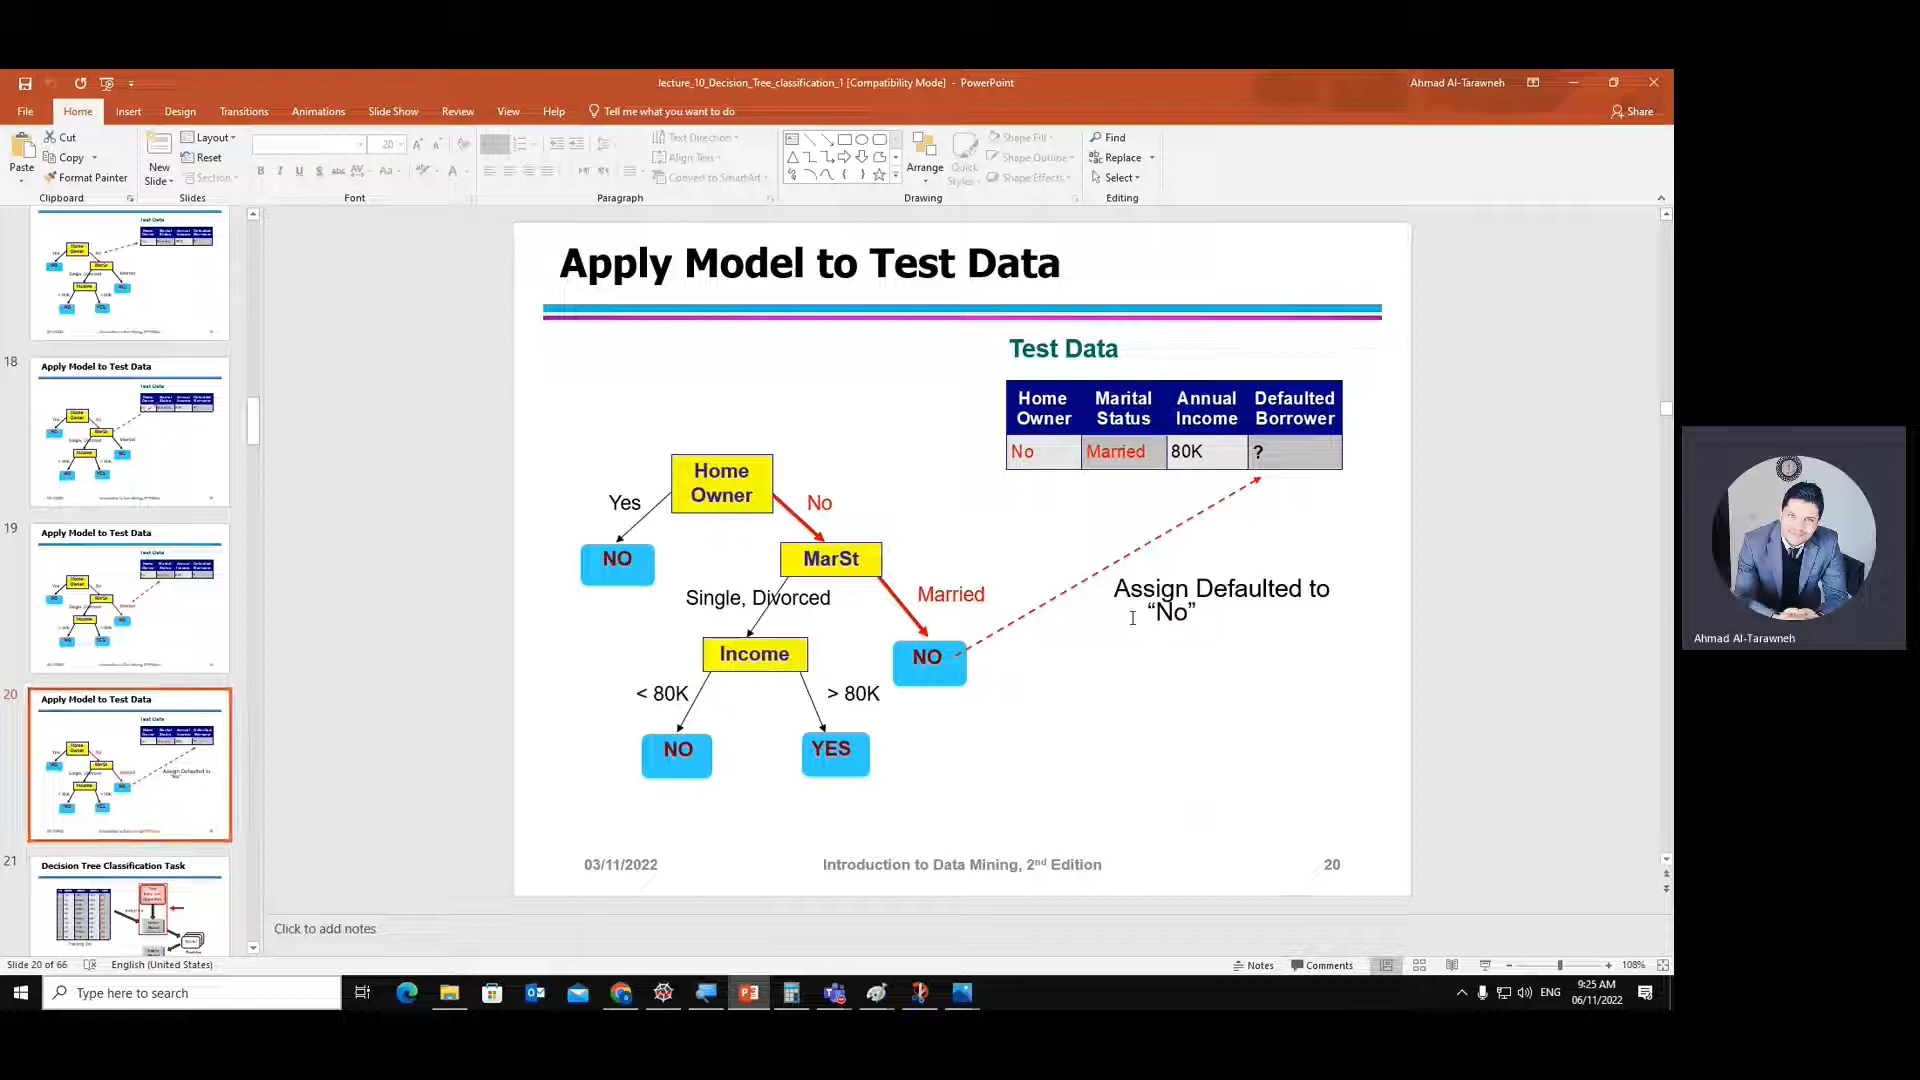 lecture_10_Decision_Tree_classification_1 [Compatibility Mode] - PowerPoint
Ahmad Al-Tarawneh
File Home Insert Design Transitions Animations Slide Show Review View Help Tell me what you want to do
Share
Paste
Cut
Copy
Format Painter
Clipboard
New Slide
Layout
Reset
Section
Slides
20
Font
Text Direction
Align Text
Convert to SmartArt
Paragraph
Arrange
Quick Styles
Shape Fill
Shape Outline
Shape Effects
Drawing
Find
Replace
Select
Editing
18
Apply Model to Test Data
19
Apply Model to Test Data
20
Apply Model to Test Data
21
Decision Tree Classification Task
Apply Model to Test Data
Test Data
Home Owner
Marital Status
Annual Income
Defaulted Borrower
No Married 80K ?
Home
Owner
Yes
No
NO
MarSt
Single, Divorced
Married
Assign Defaulted to
“No”
Income
NO
< 80K
> 80K
NO
YES
03/11/2022
Introduction to Data Mining, 2nd Edition
20
Click to add notes
Slide 20 of 66
English (United States)
Notes
Comments
108%
Type here to search
ENG
9:25 AM
06/11/2022
Ahmad Al-Tarawneh